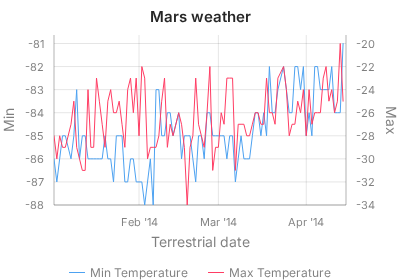 Mars weather
-81
-82
-83
-84
-85
-86
-87
-88
Min
-20
-22
-24
-26
-28
-30
-32
-34
Max
Feb '14 Mar '14 Apr '14
Terrestrial date
Min Temperature Max Temperature